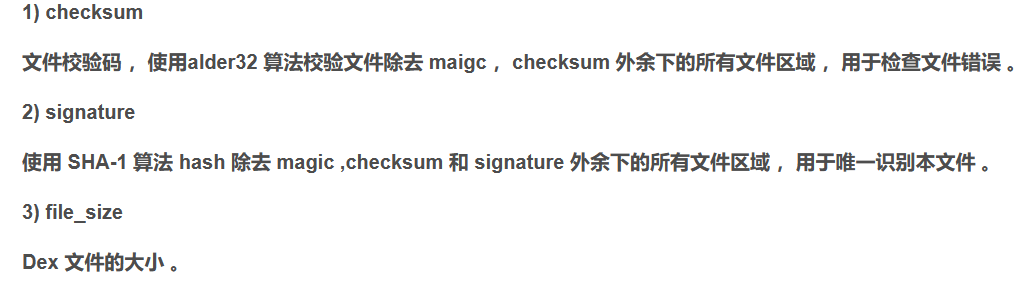 1) checksum
文件校验码 ，使用alder32 算法校验文件除去 maigc ，checksum 外余下的所有文件区域 ，用于检查文件错误 。
2) signature
使用 SHA-1 算法 hash 除去 magic ,checksum 和 signature 外余下的所有文件区域 ，用于唯一识别本文件 。
3) file_size
Dex 文件的大小 。